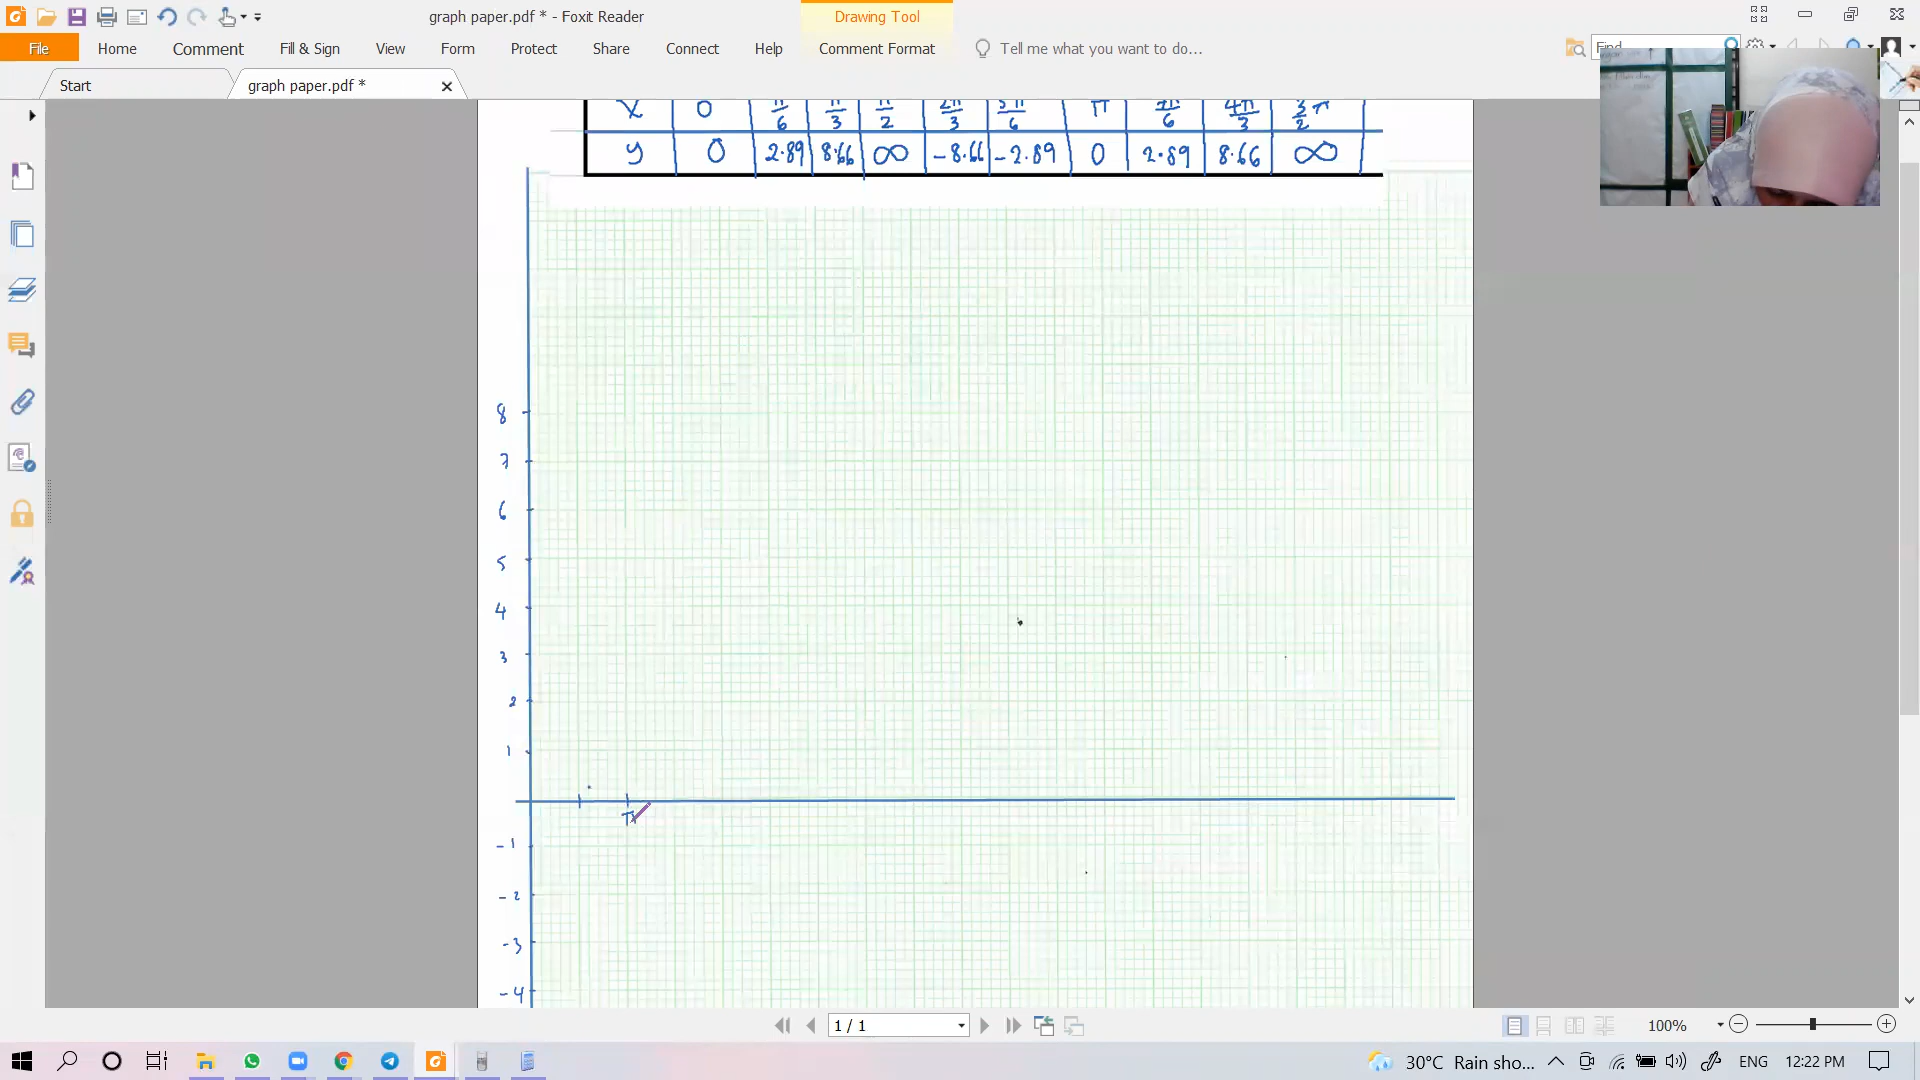 graph paper.pdf * - Foxit Reader
Drawing Tool
File Home Comment Fill & Sign View Form Protect Share Connect Help Comment Format Tell me what you want to do...
Find
Start
graph paper.pdf *
x 0 π/6 π/3 π/2 2π/3 5π/6 π 7π/6 4π/3 3/2 π
y 0 2.89 8.66 ∞ -8.66 -2.89 0 2.89 8.66 ∞
8
7
6
5
4
3
2
1
π
-1
-2
-3
-4
1 / 1
100%
30°C Rain sho...
ENG
12:22 PM